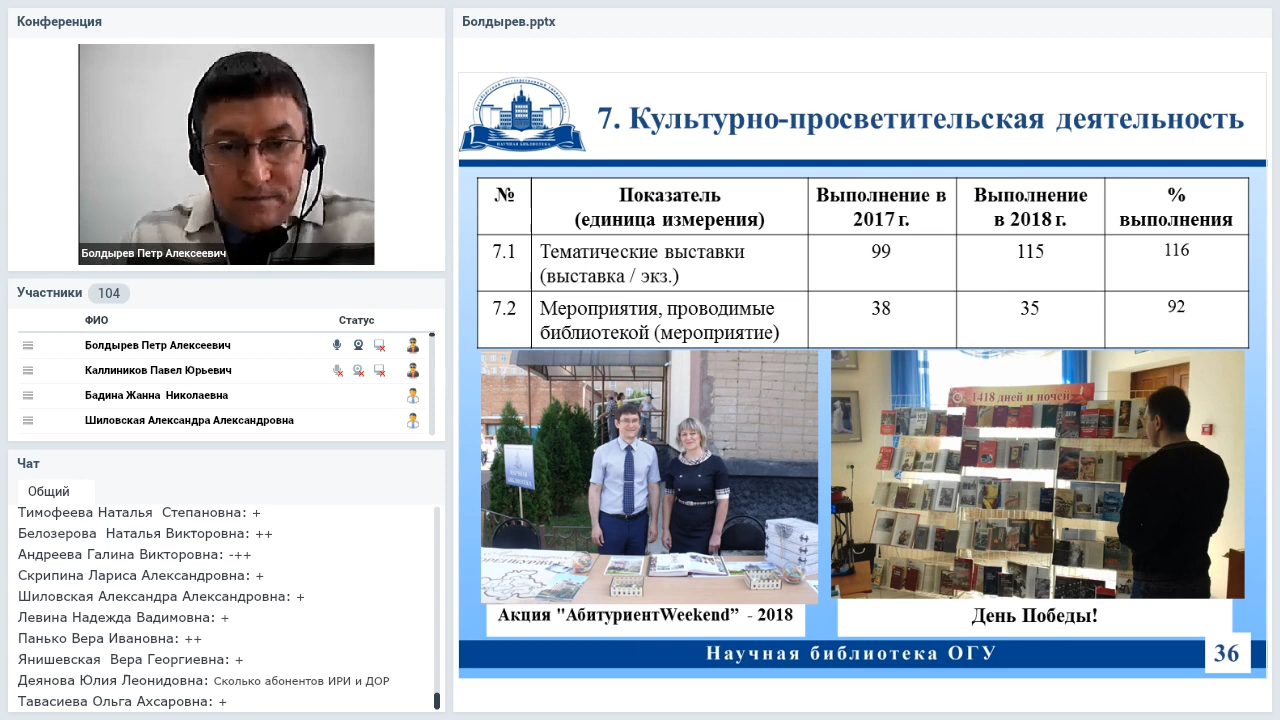 Конференция
Болдырев Петр Алексеевич
Участники 104
ФИО Статус
Болдырев Петр Алексеевич
Каллиников Павел Юрьевич
Бадина Жанна Николаевна
Шиловская Александра Александровна
Чат
Общий
Тимофеева Наталья Степановна: +
Белозерова Наталья Викторовна: ++
Андреева Галина Викторовна: -++
Скрипина Лариса Александровна: +
Шиловская Александра Александровна: +
Левина Надежда Вадимовна: +
Панько Вера Ивановна: ++
Янишевская Вера Георгиевна: +
Деянова Юлия Леонидовна: Сколько абонентов ИРИ и ДОР
Тавасиева Ольга Ахсаровна: +
Болдырев.pptx
НАУЧНАЯ БИБЛИОТЕКА
7. Культурно-просветительская деятельность
№ Показатель (единица измерения) Выполнение в 2017 г. Выполнение в 2018 г. % выполнения
7.1 Тематические выставки (выставка / экз.) 99 115 116
7.2 Мероприятия, проводимые библиотекой (мероприятие) 38 35 92
1418 дней и ночей
Акция "АбитуриентWeekend” - 2018
День Победы!
Научная библиотека ОГУ
36